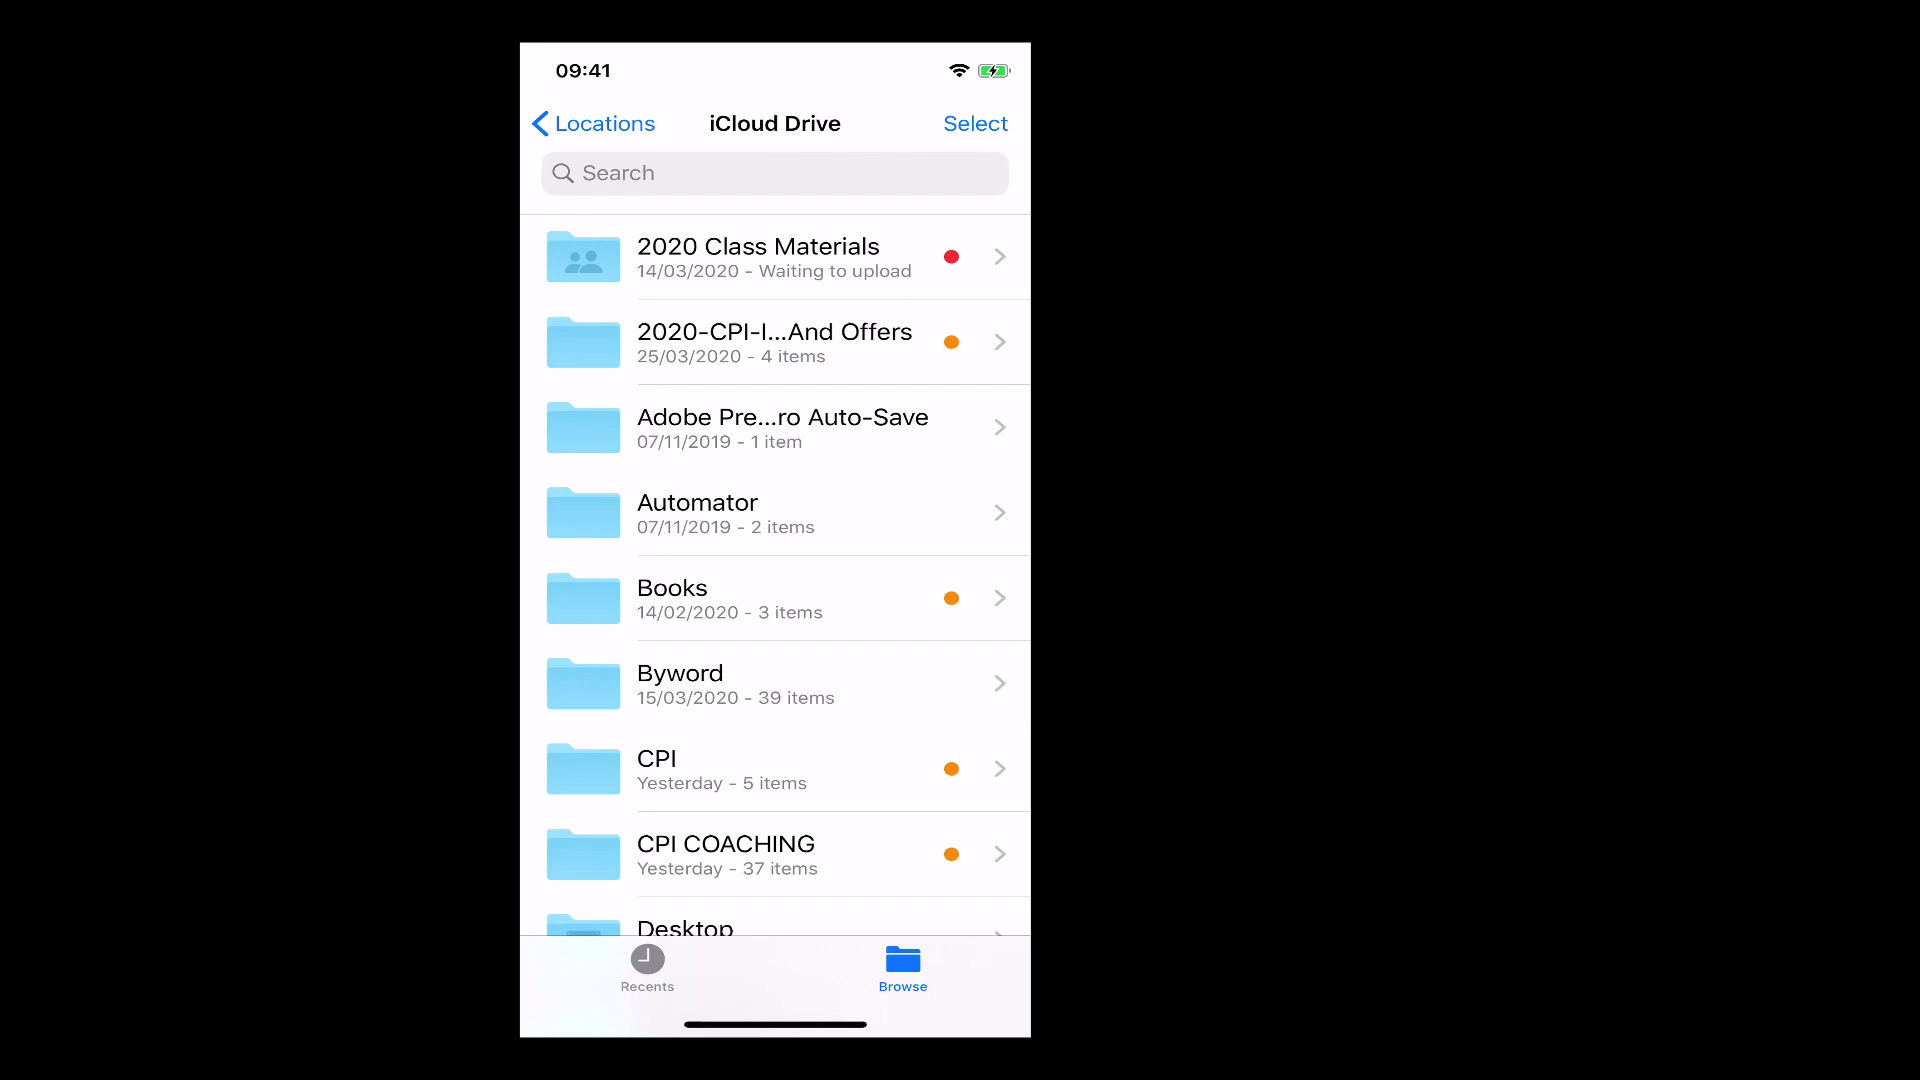 09:41
Locations
iCloud Drive
Select
Search
2020 Class Materials
14/03/2020 - Waiting to upload
2020-CPI-I...And Offers
25/03/2020 - 4 items
Adobe Pre...ro Auto-Save
07/11/2019 - 1 item
Automator
07/11/2019 - 2 items
Books
14/02/2020 - 3 items
Byword
15/03/2020 - 39 items
CPI
Yesterday - 5 items
CPI COACHING
Yesterday - 37 items
Desktop
Recents
Browse